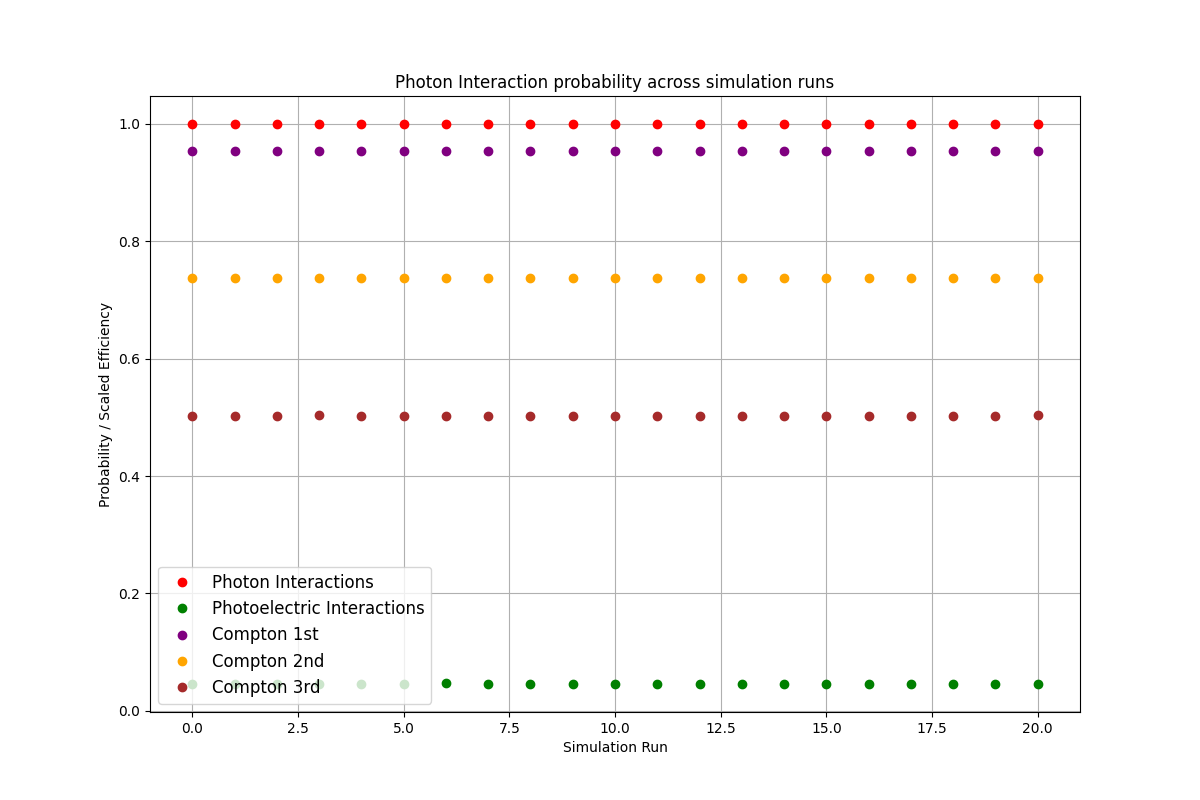 Photon Interaction probability across simulation runs
Probability / Scaled Efficiency
1.0
0.8
0.6
0.4
0.2
0.0
Photon Interactions
Photoelectric Interactions
Compton 1st
Compton 2nd
Compton 3rd
0.0 2.5 5.0 7.5 10.0 12.5 15.0 17.5 20.0
Simulation Run